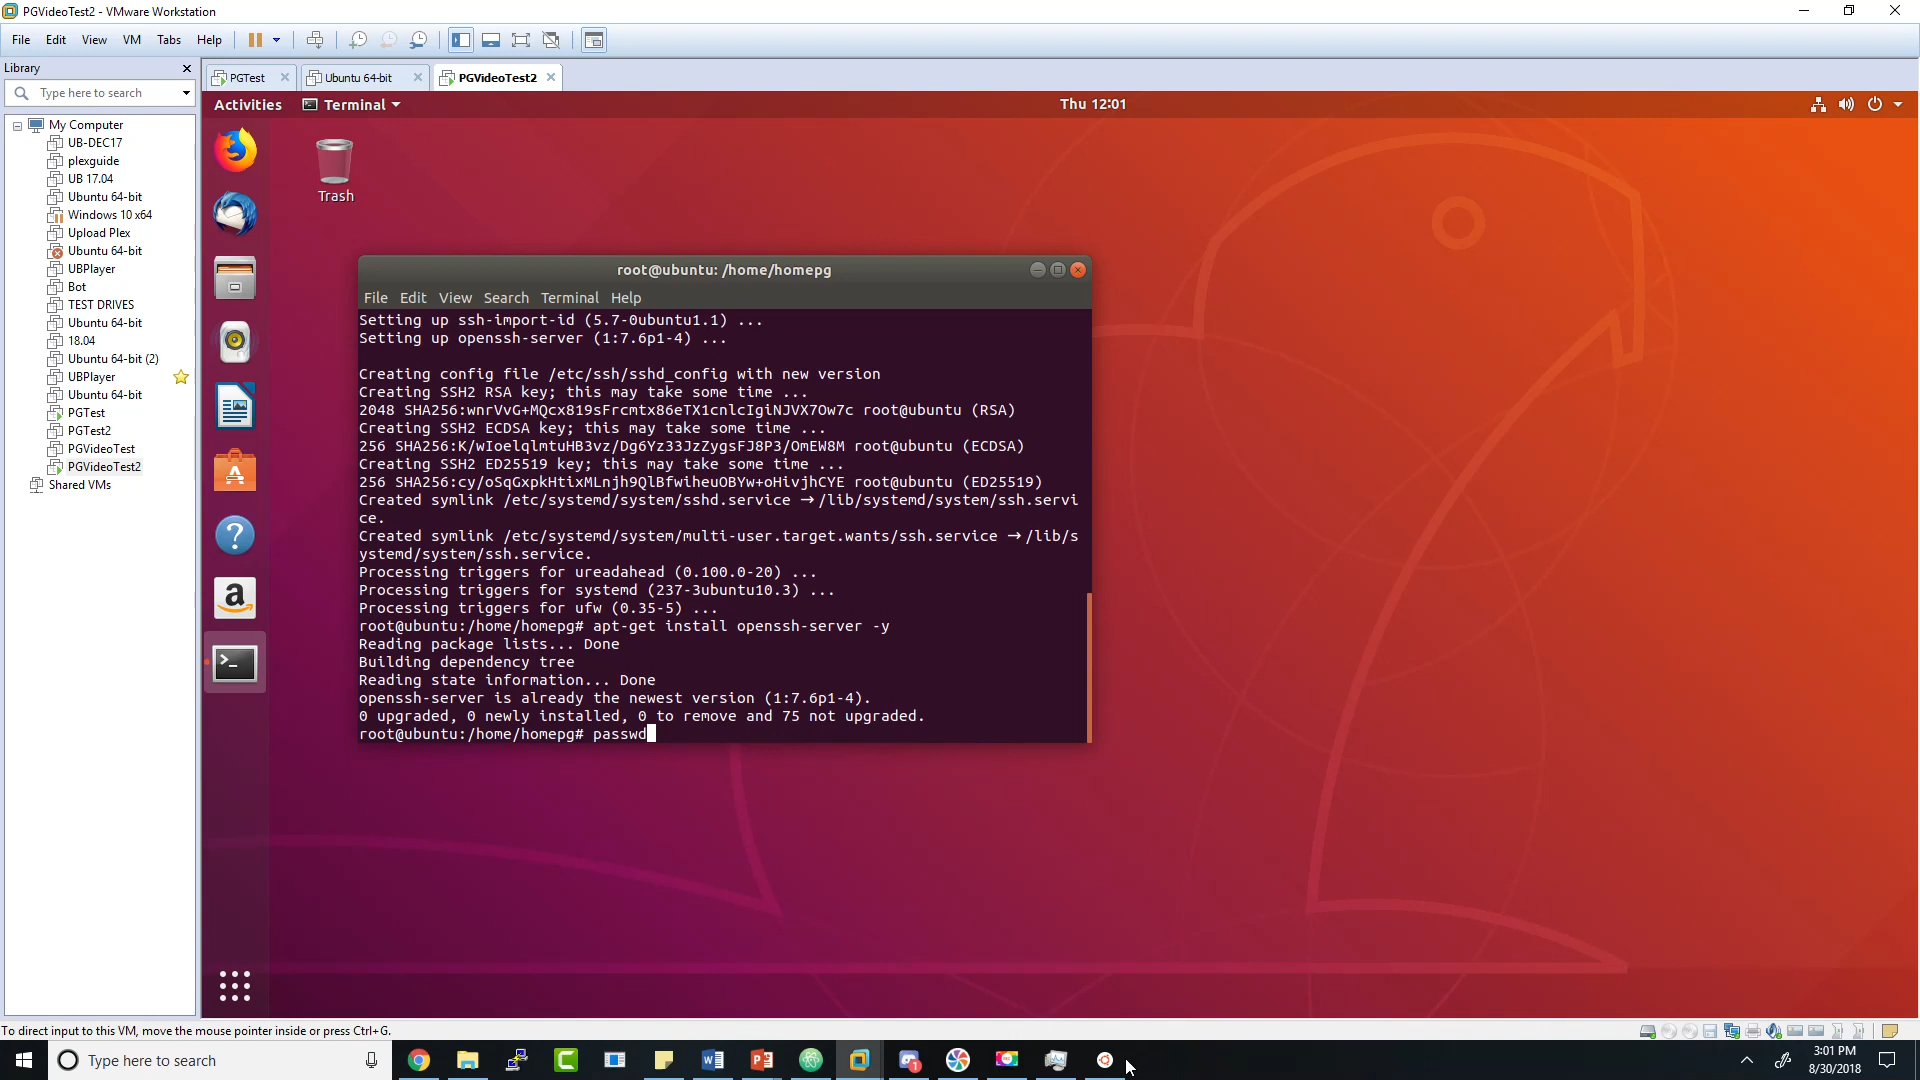 PGVideoTest2 - VMware Workstation
File Edit View VM Tabs Help
Library
Type here to search
My Computer
UB-DEC17
plexguide
UB 17.04
Ubuntu 64-bit
Windows 10 x64
Upload Plex
Ubuntu 64-bit
UBPlayer
Bot
TEST DRIVES
Ubuntu 64-bit
18.04
Ubuntu 64-bit (2)
UBPlayer
Ubuntu 64-bit
PGTest
PGTest2
PGVideoTest
PGVideoTest2
Shared VMs
PGTest Ubuntu 64-bit PGVideoTest2
Activities Terminal Thu 12:01
Trash
root@ubuntu: /home/homepg
File Edit View Search Terminal Help
Setting up ssh-import-id (5.7-0ubuntu1.1) ...
Setting up openssh-server (1:7.6p1-4) ...
Creating config file /etc/ssh/sshd_config with new version
Creating SSH2 RSA key; this may take some time ...
2048 SHA256:wnrVvG+MQcx819sFrcmtx86eTX1cnlcIgiNJVX7Ow7c root@ubuntu (RSA)
Creating SSH2 ECDSA key; this may take some time ...
256 SHA256:K/wIoelqlmtuHB3vz/Dg6Yz33JzZygsFJ8P3/OmEW8M root@ubuntu (ECDSA)
Creating SSH2 ED25519 key; this may take some time ...
256 SHA256:cy/oSqGxpkHtixMLnjh9QlBfwiheuOBYw+oHivjhCYE root@ubuntu (ED25519)
Created symlink /etc/systemd/system/sshd.service → /lib/systemd/system/ssh.servi
ce.
Created symlink /etc/systemd/system/multi-user.target.wants/ssh.service → /lib/s
ystemd/system/ssh.service.
Processing triggers for ureadahead (0.100.0-20) ...
Processing triggers for systemd (237-3ubuntu10.3) ...
Processing triggers for ufw (0.35-5) ...
root@ubuntu:/home/homepg# apt-get install openssh-server -y
Reading package lists... Done
Building dependency tree
Reading state information... Done
openssh-server is already the newest version (1:7.6p1-4).
0 upgraded, 0 newly installed, 0 to remove and 75 not upgraded.
root@ubuntu:/home/homepg# passwd
To direct input to this VM, move the mouse pointer inside or press Ctrl+G.
Type here to search
3:01 PM
8/30/2018